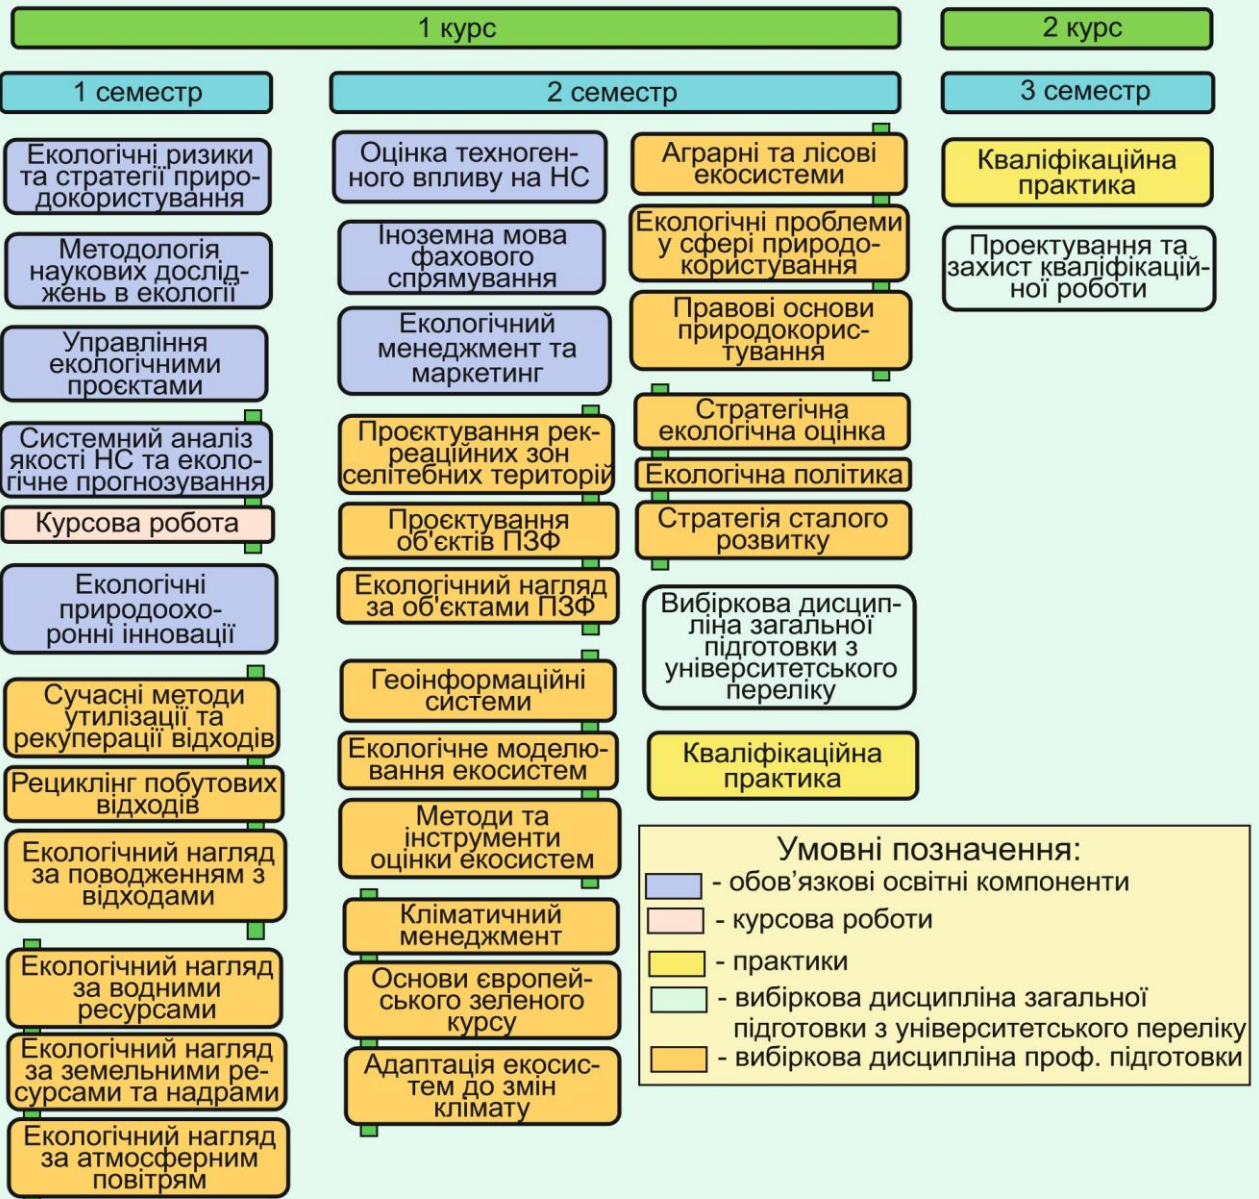 1 курс
2 курс
1 семестр
2 семестр
3 семестр
Екологічні ризики
та стратегії приро-
докористування
Методологія
наукових дослід-
жень в екології
Управління
екологічними
проєктами
Системний аналіз
якості НС та еколо-
гічне прогнозування
Курсова робота
Екологічні
природоохо-
ронні інновації
Сучасні методи
утилізації та
рекуперації відходів
Рециклінг побутових
відходів
Екологічний нагляд
за поводженням з
відходами
Екологічний нагляд
за водними
ресурсами
Екологічний нагляд
за земельними ре-
сурсами та надрами
Екологічний нагляд
за атмосферним
повітрям
Оцінка техноген-
ного впливу на НС
Іноземна мова
фахового
спрямування
Екологічний
менеджмент та
маркетинг
Проєктування рек-
реаційних зон
селітебних територій
Проєктування
об'єктів ПЗФ
Екологічний нагляд
за об'єктами ПЗФ
Геоінформаційні
системи
Екологічне моделю-
вання екосистем
Методи та
інструменти
оцінки екосистем
Кліматичний
менеджмент
Основи європей-
ського зеленого
курсу
Адаптація екосис-
тем до змін
клімату
Аграрні та лісові
екосистеми
Екологічні проблеми
у сфері природо-
користування
Правові основи
природокорис-
тування
Стратегічна
екологічна оцінка
Екологічна політика
Стратегія сталого
розвитку
Вибіркова дисцип-
ліна загальної
підготовки з
університетського
переліку
Кваліфікаційна
практика
Кваліфікаційна
практика
Проектування та
захист кваліфікацій-
ної роботи
Умовні позначення:
- обов’язкові освітні компоненти
- курсова роботи
- практики
- вибіркова дисципліна загальної
підготовки з університетського переліку
- вибіркова дисципліна проф. підготовки